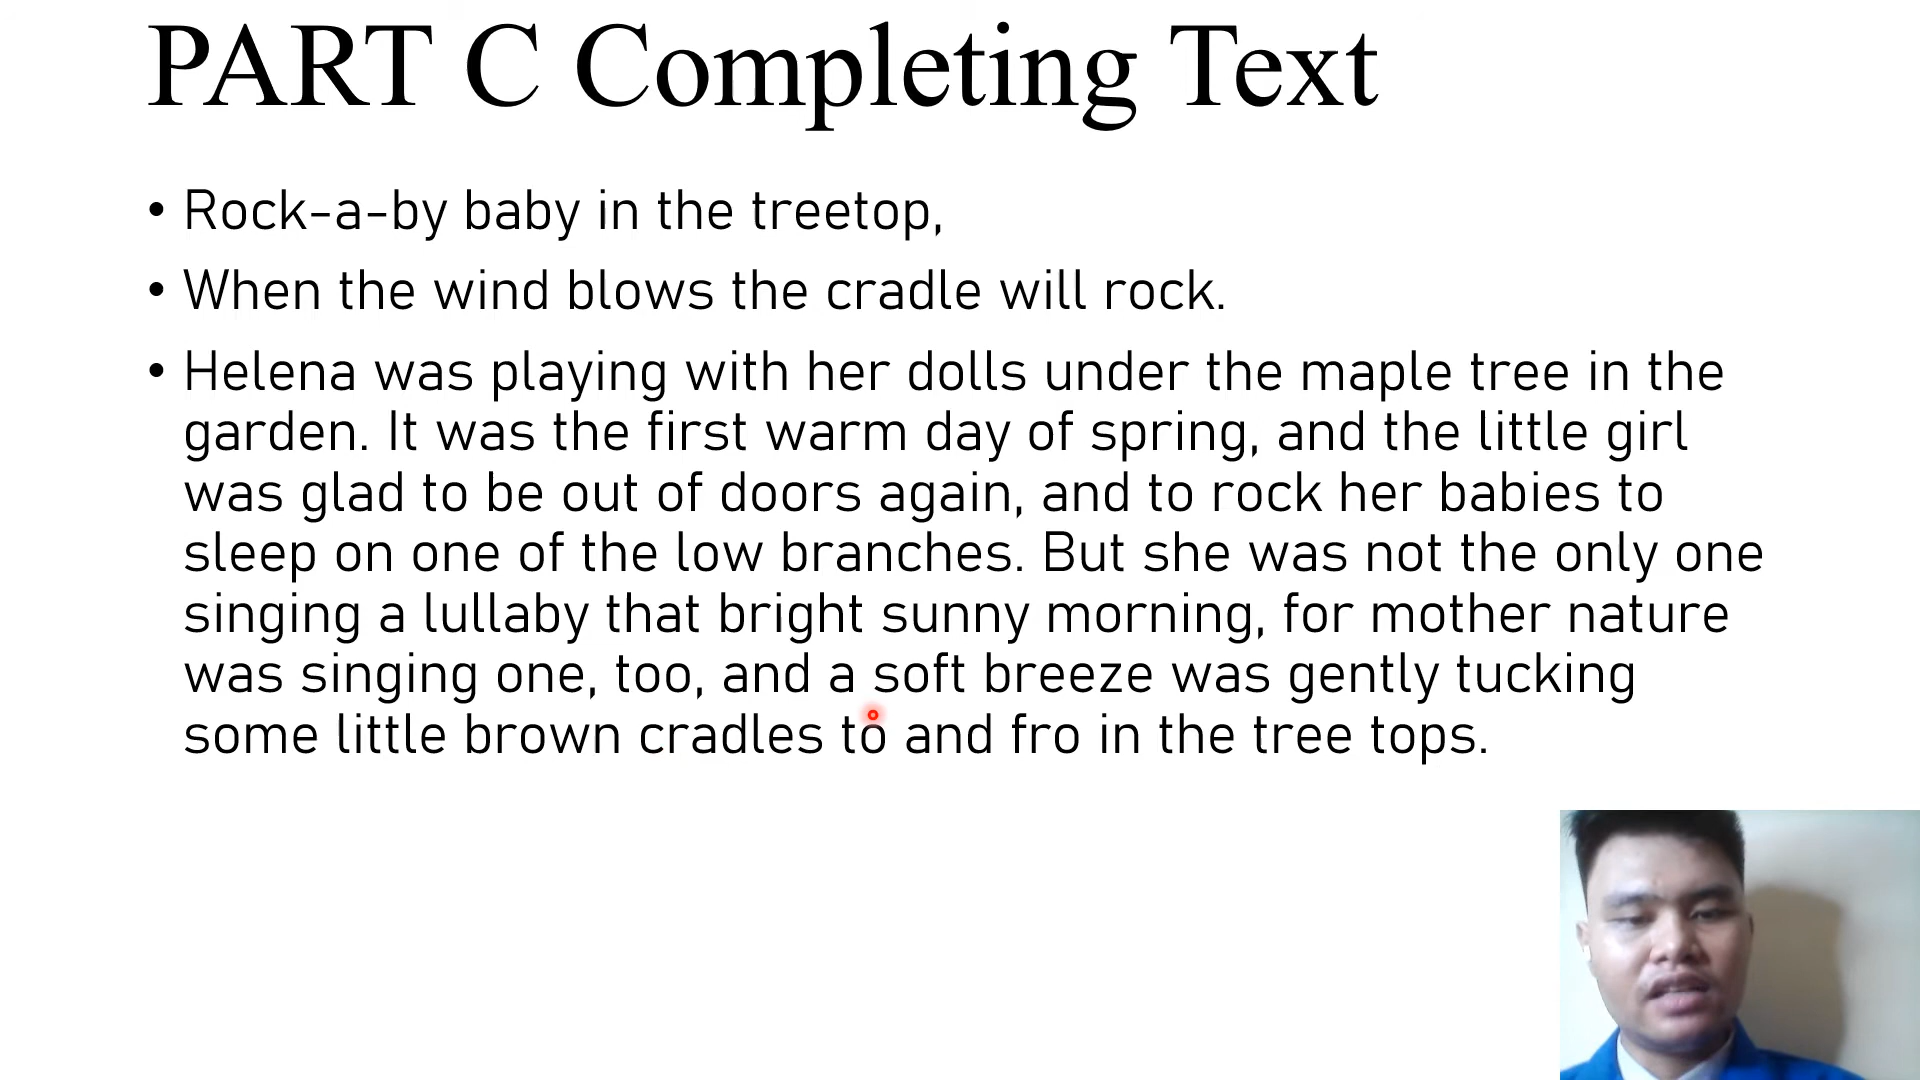 PART C Completing Text
• Rock-a-by baby in the treetop,
• When the wind blows the cradle will rock.
• Helena was playing with her dolls under the maple tree in the
garden. It was the first warm day of spring, and the little girl
was glad to be out of doors again, and to rock her babies to
sleep on one of the low branches. But she was not the only one
singing a lullaby that bright sunny morning, for mother nature
was singing one, too, and a soft breeze was gently tucking
some little brown cradles to and fro in the tree tops.